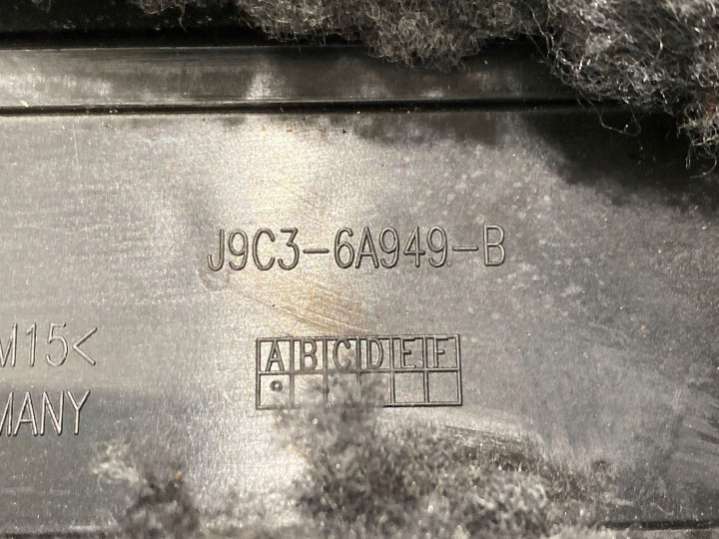 J9C3-6A949-B
M15<
MANY
ABCDEF